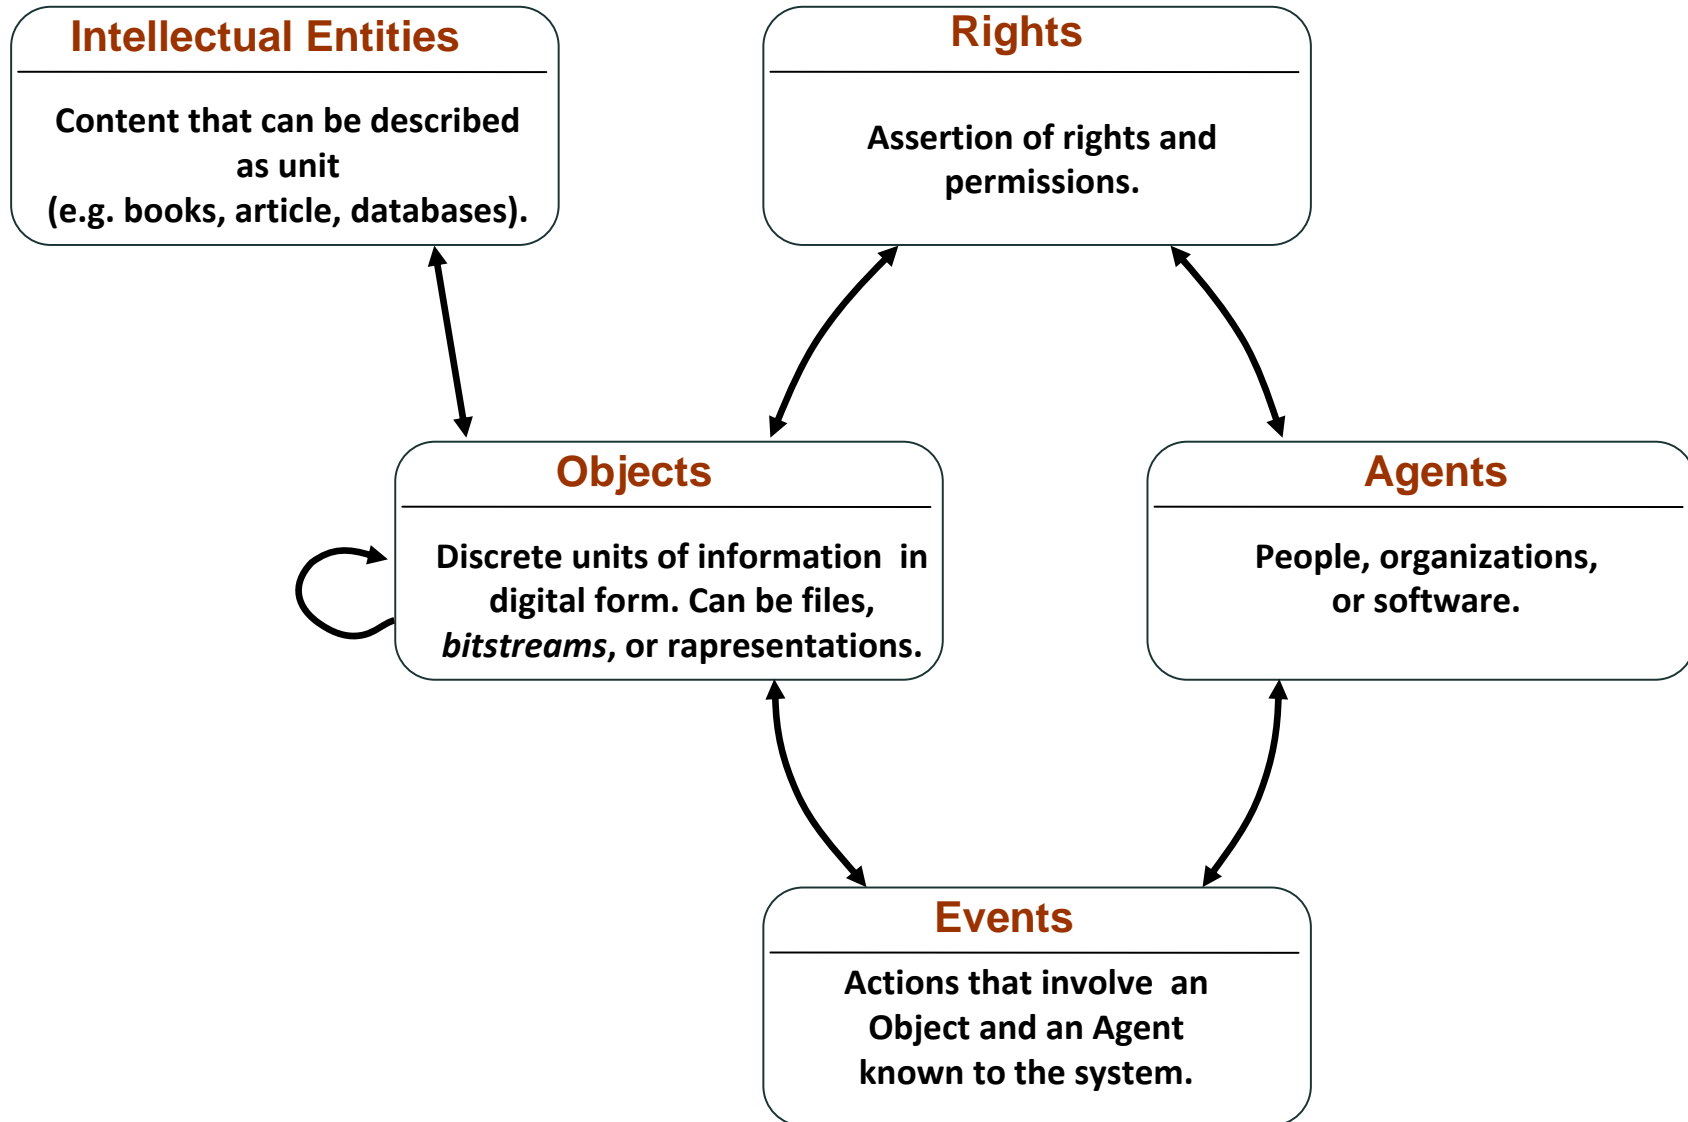 Intellectual Entities
Content that can be described
as unit
(e.g. books, article, databases).
Rights
Assertion of rights and
permissions.
Objects
Discrete units of information in
digital form. Can be files,
bitstreams, or rapresentations.
Agents
People, organizations,
or software.
Events
Actions that involve an
Object and an Agent
known to the system.